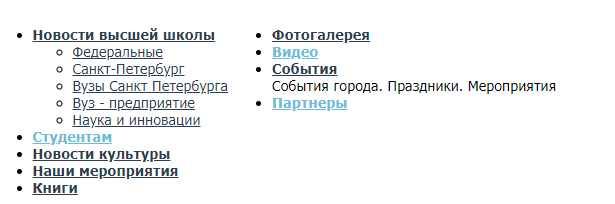 Новости высшей школы
Федеральные
Санкт-Петербург
Вузы Санкт Петербурга
Вуз - предприятие
Наука и инновации
Студентам
Новости культуры
Наши мероприятия
Книги
Фотогалерея
Видео
События
События города. Праздники. Мероприятия
Партнеры